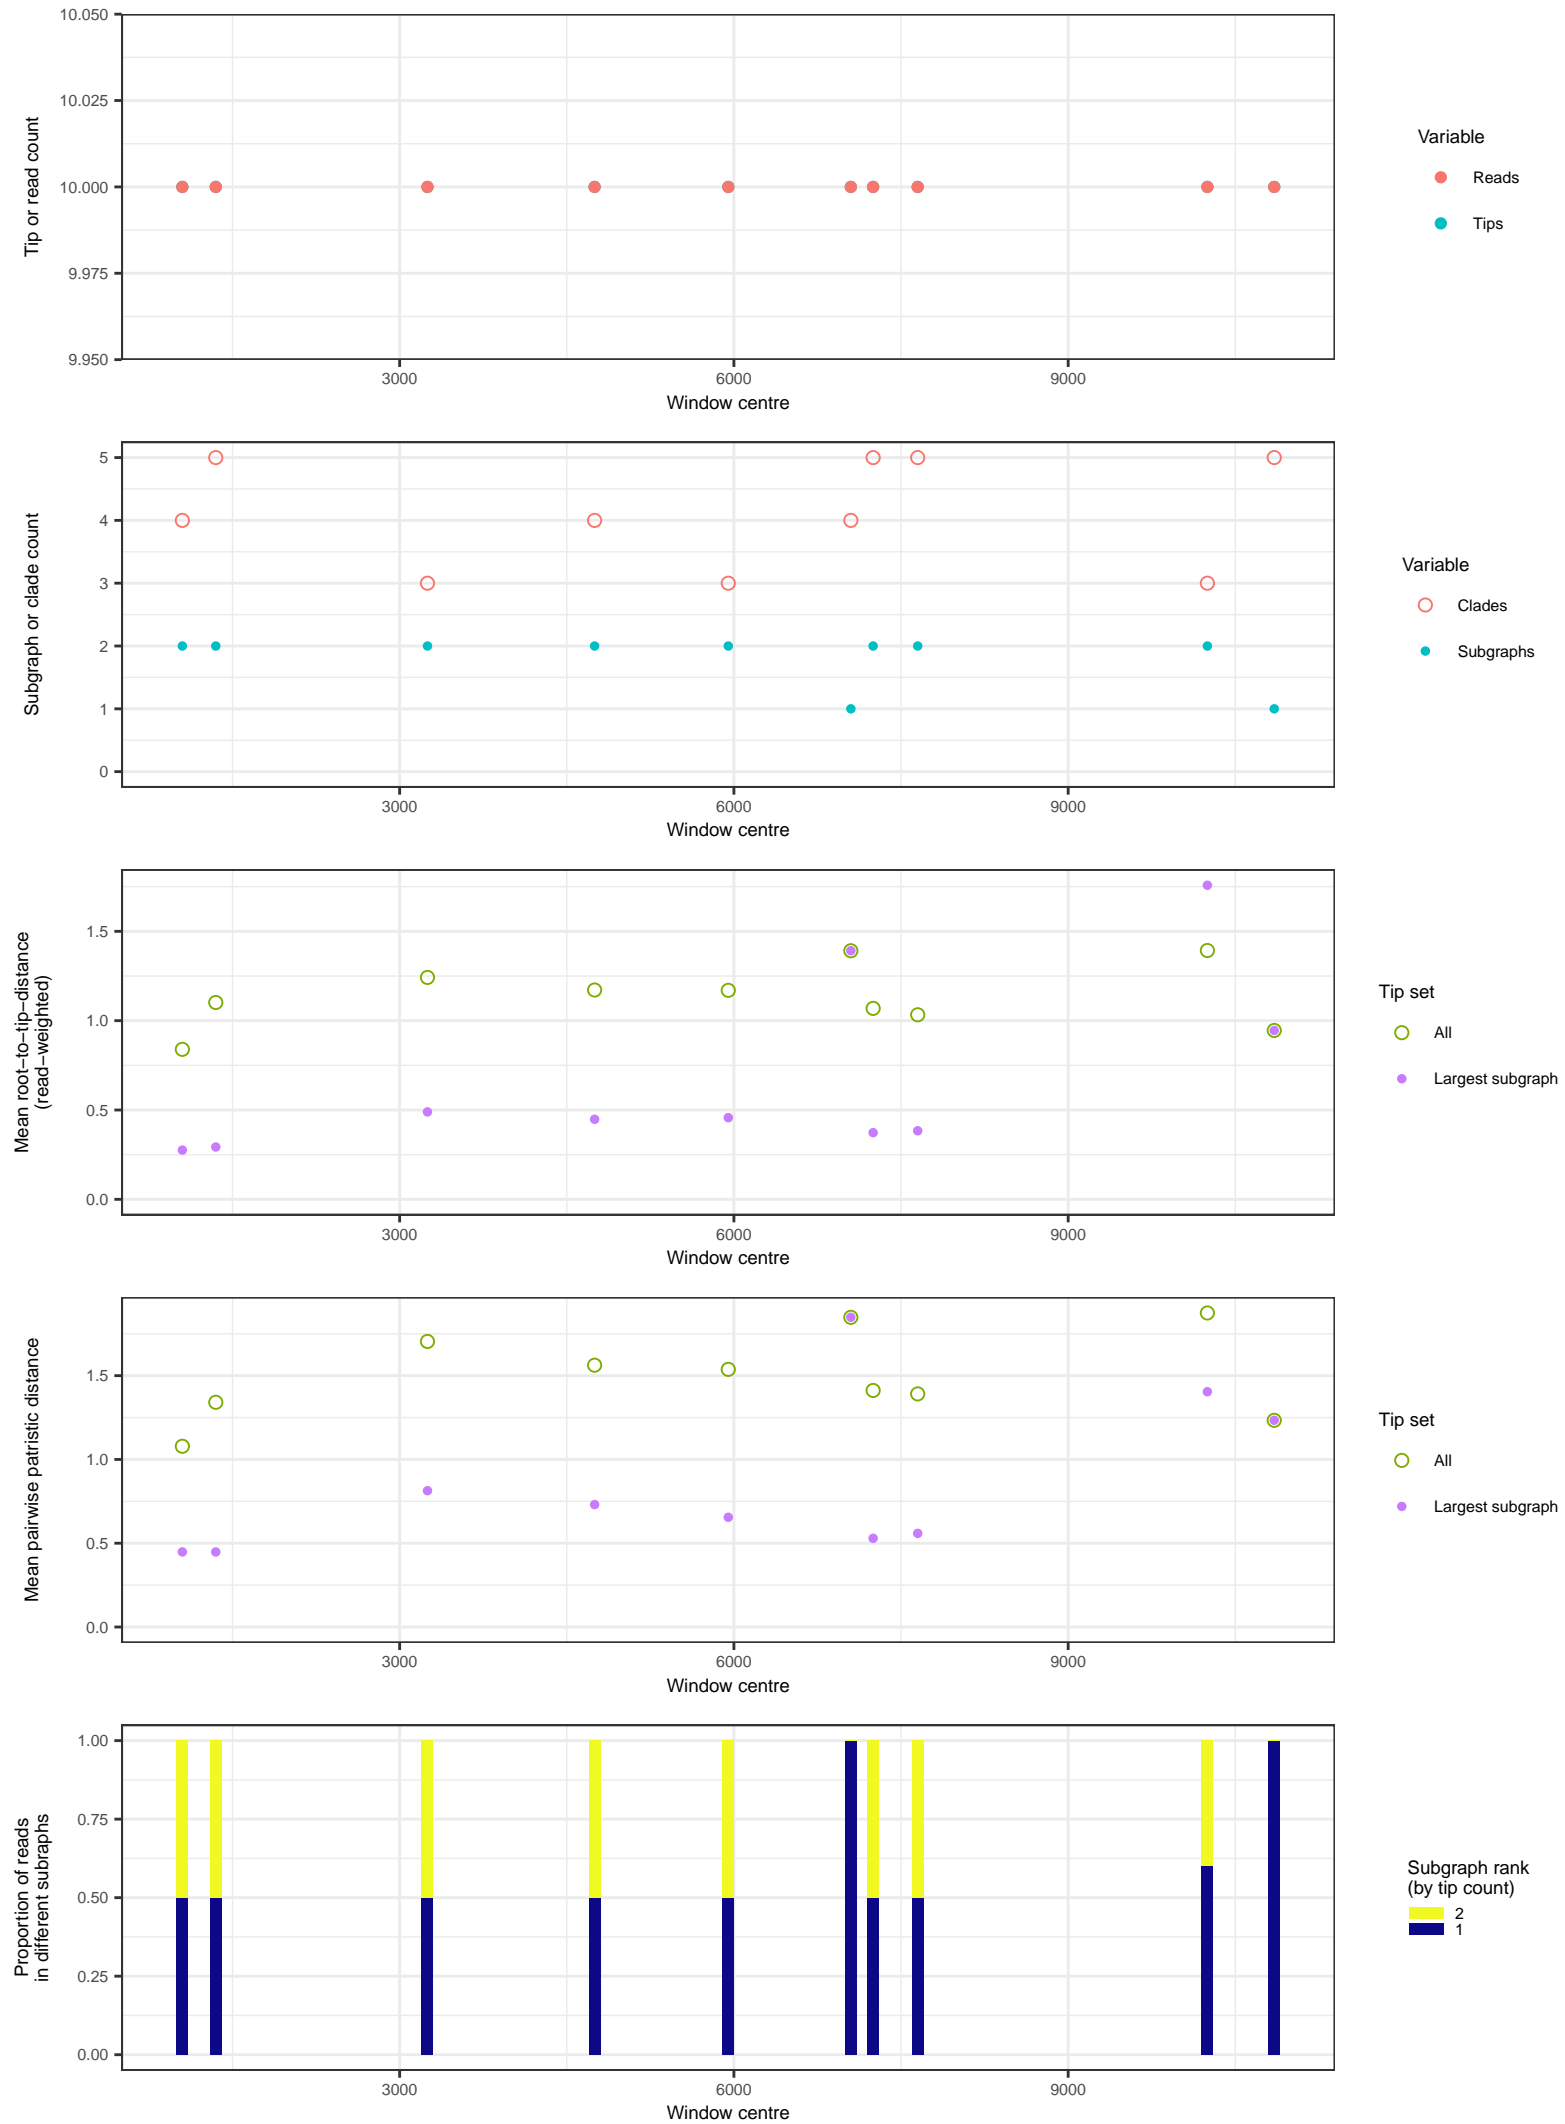 10.050
10.025
10.000
9.975
9.950
Tip or read count
3000
6000
9000
Window centre
Variable
Reads
Tips
5
4
3
2
1
0
Subgraph or clade count
3000
6000
9000
Window centre
Variable
Clades
Subgraphs
1.5
1.0
0.5
0.0
Mean root−to−tip−distance
(read−weighted)
3000
6000
9000
Window centre
Tip set
All
Largest subgraph
1.5
1.0
0.5
0.0
Mean pairwise patristic distance
3000
6000
9000
Window centre
Tip set
All
Largest subgraph
1.00
0.75
0.50
0.25
0.00
Proportion of reads
in different subraphs
3000
6000
9000
Window centre
Subgraph rank
(by tip count)
2
1